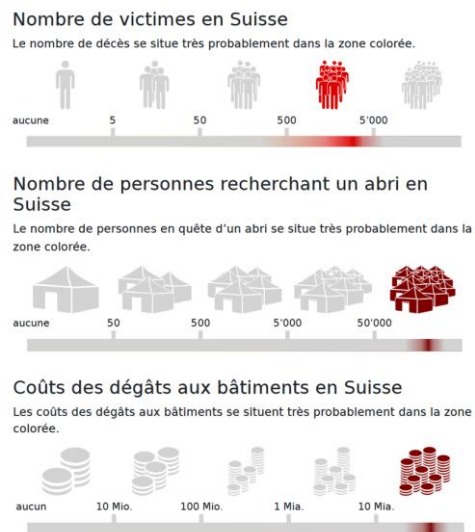 Nombre de victimes en Suisse
Le nombre de décès se situe très probablement dans la zone colorée.
aucune 5 50 500 5'000
Nombre de personnes recherchant un abri en
Suisse
Le nombre de personnes en quête d'un abri se situe très probablement dans la
zone colorée.
aucune 50 500 5'000 50'000
Coûts des dégâts aux bâtiments en Suisse
Les coûts des dégâts aux bâtiments se situent très probablement dans la zone
colorée.
aucun 10 Mio. 100 Mio. 1 Mia. 10 Mia.